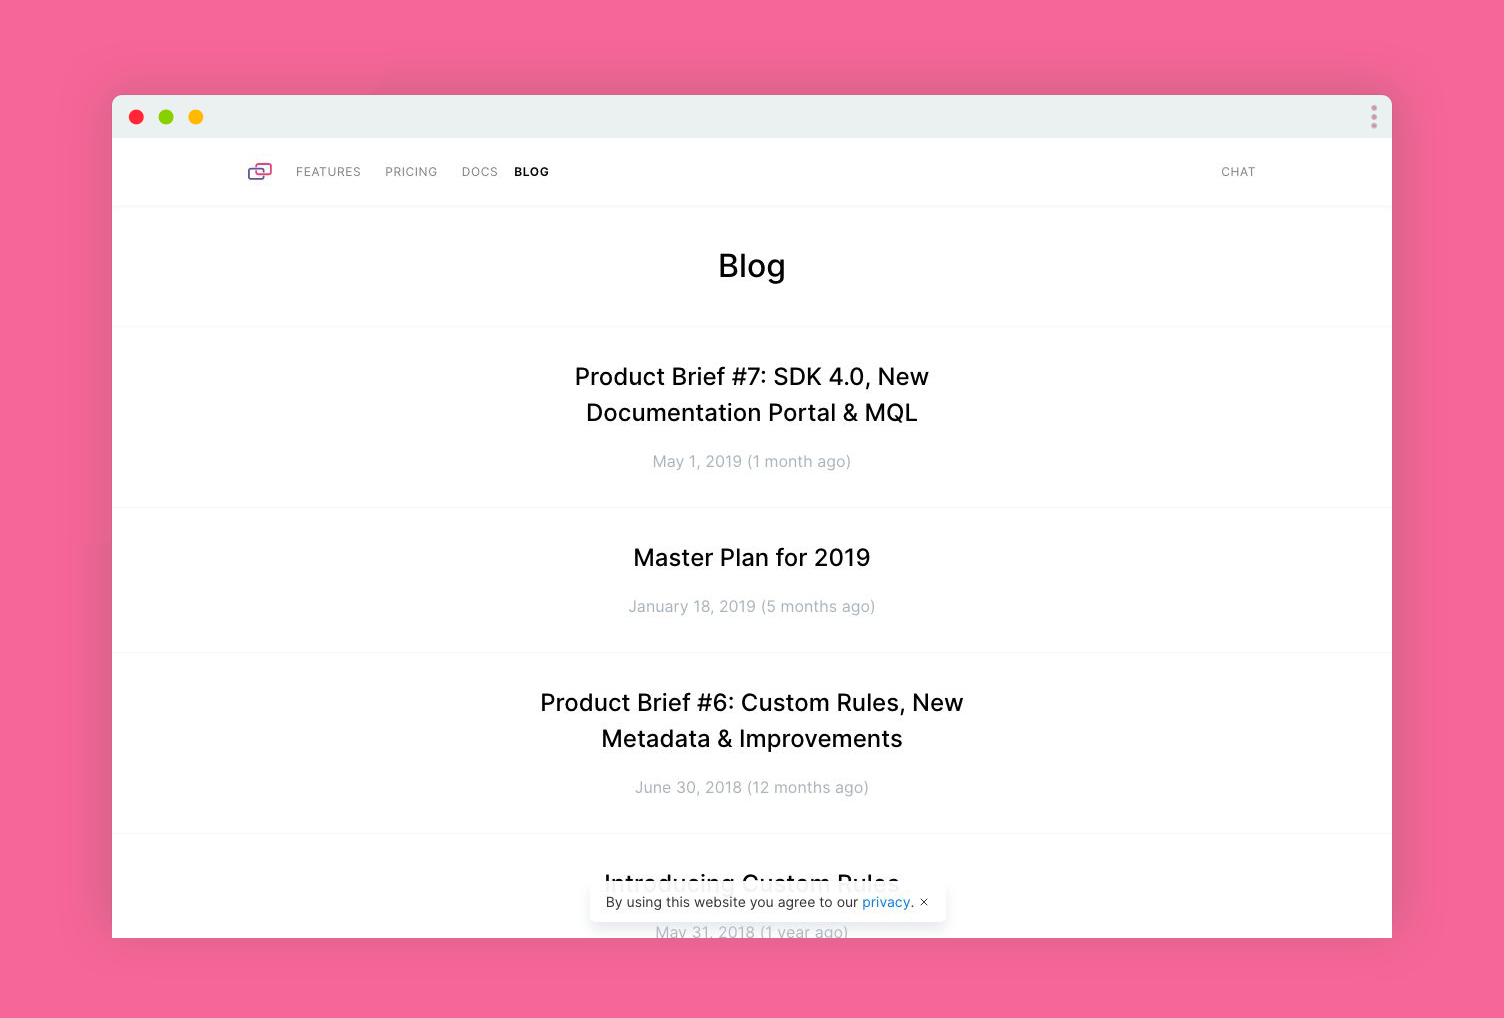 FEATURES PRICING DOCS BLOG CHAT
Blog
Product Brief #7: SDK 4.0, New
Documentation Portal & MQL
May 1, 2019 (1 month ago)
Master Plan for 2019
January 18, 2019 (5 months ago)
Product Brief #6: Custom Rules, New
Metadata & Improvements
June 30, 2018 (12 months ago)
Introducing Custom Rules
By using this website you agree to our privacy. ×
May 31, 2018 (1 year ago)